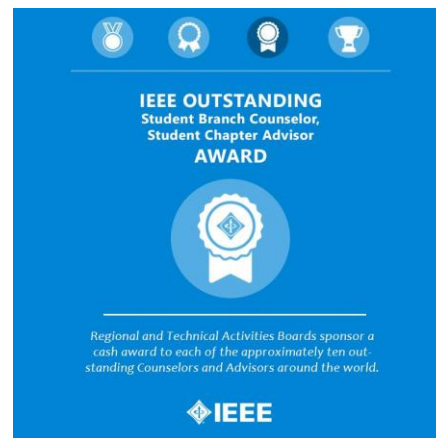 IEEE OUTSTANDING
Student Branch Counselor,
Student Chapter Advisor
AWARD
Regional and Technical Activities Boards sponsor a
cash award to each of the approximately ten out-
standing Counselors and Advisors around the world.
IEEE